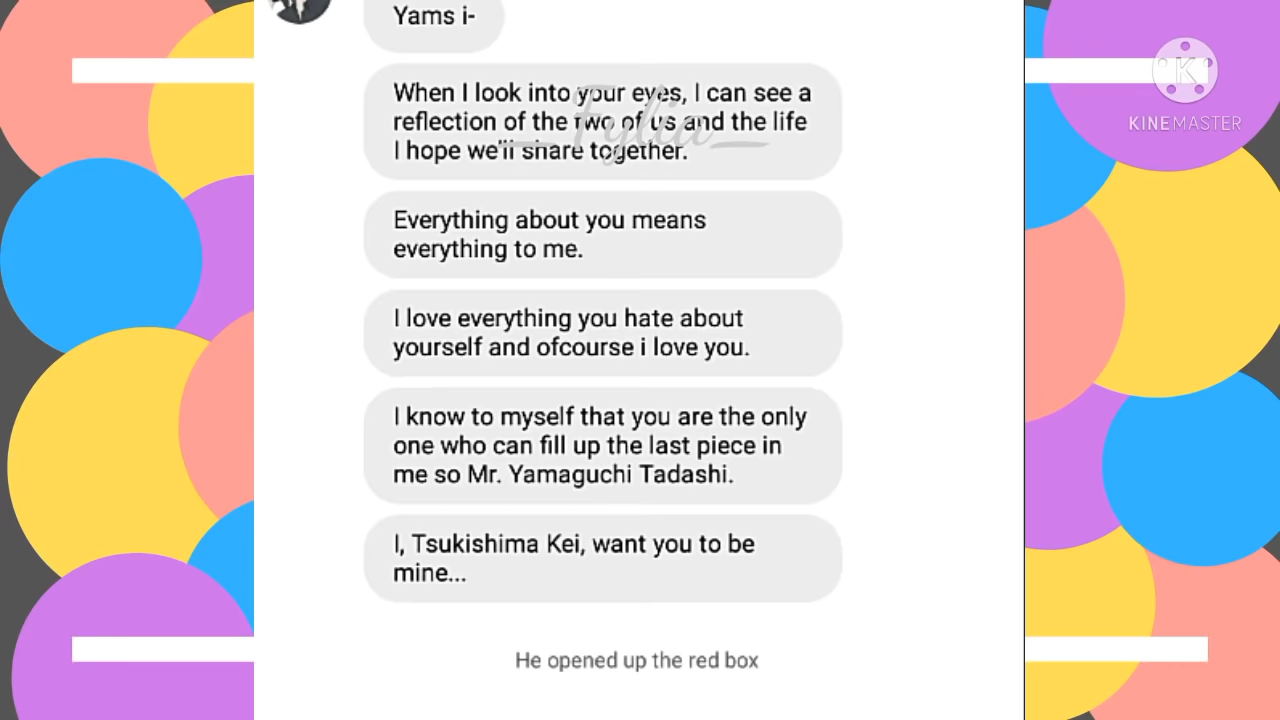 Yams i-
K
KINEMASTER
When I look into your eyes, I can see a
reflection of the two of us and the life
I hope we'll share together.
Fylia
Everything about you means
everything to me.
I love everything you hate about
yourself and ofcourse i love you.
I know to myself that you are the only
one who can fill up the last piece in
me so Mr. Yamaguchi Tadashi.
I, Tsukishima Kei, want you to be
mine...
He opened up the red box